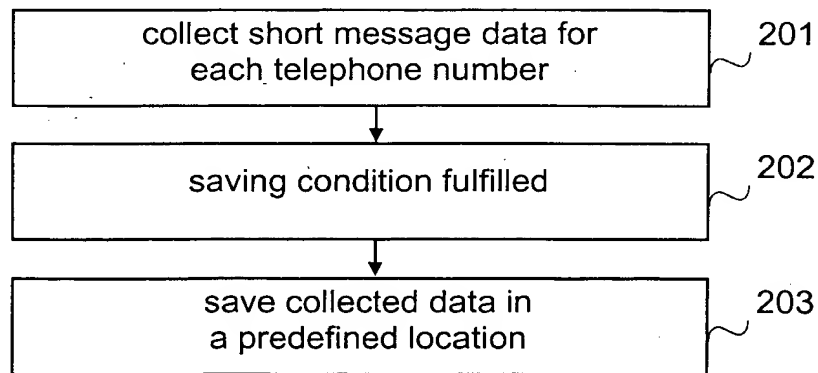 collect short message data for
each telephone number
201
saving condition fulfilled
202
save collected data in
a predefined location
203